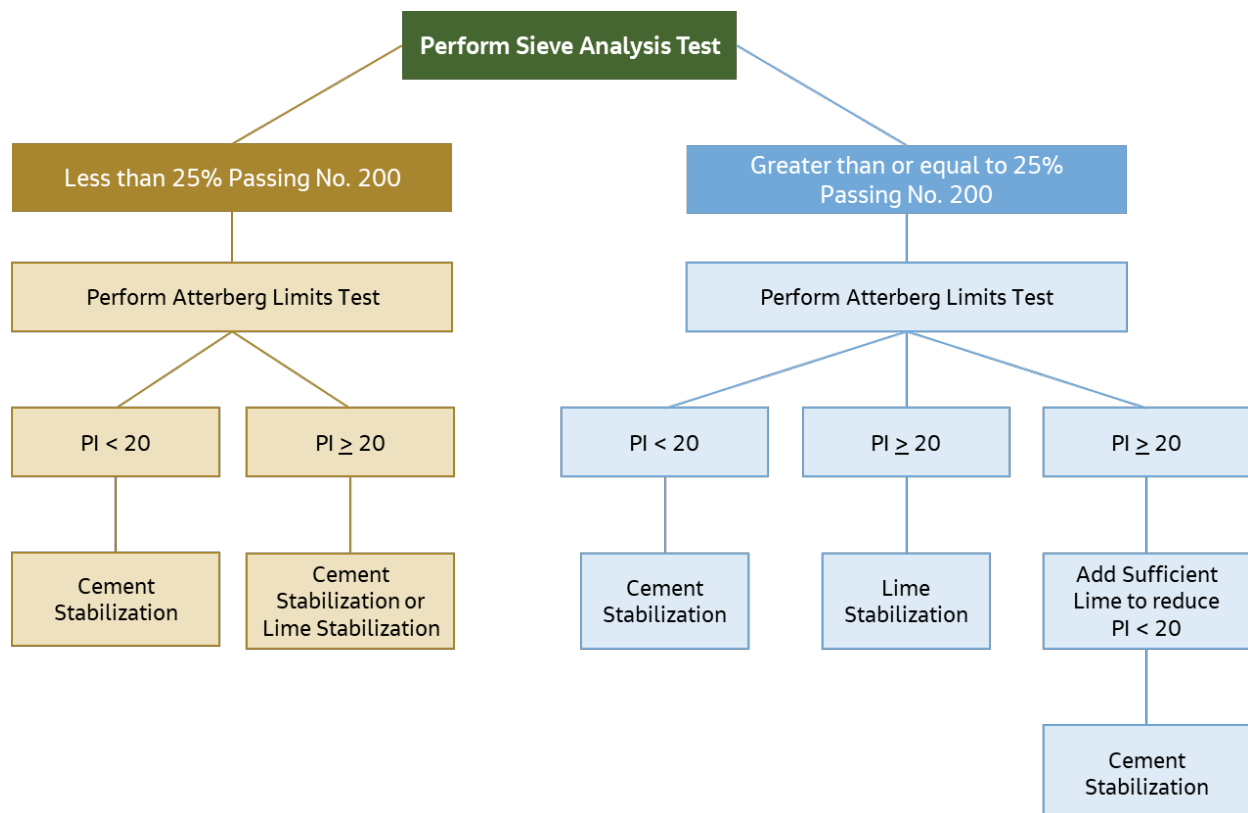 Perform Sieve Analysis Test
Less than 25% Passing No. 200
Greater than or equal to 25%
Passing No. 200
Perform Atterberg Limits Test
Perform Atterberg Limits Test
PI < 20
PI ≥ 20
PI < 20
PI ≥ 20
PI ≥ 20
Cement
Stabilization
Cement
Stabilization or
Lime Stabilization
Cement
Stabilization
Lime
Stabilization
Add Sufficient
Lime to reduce
PI < 20
Cement
Stabilization